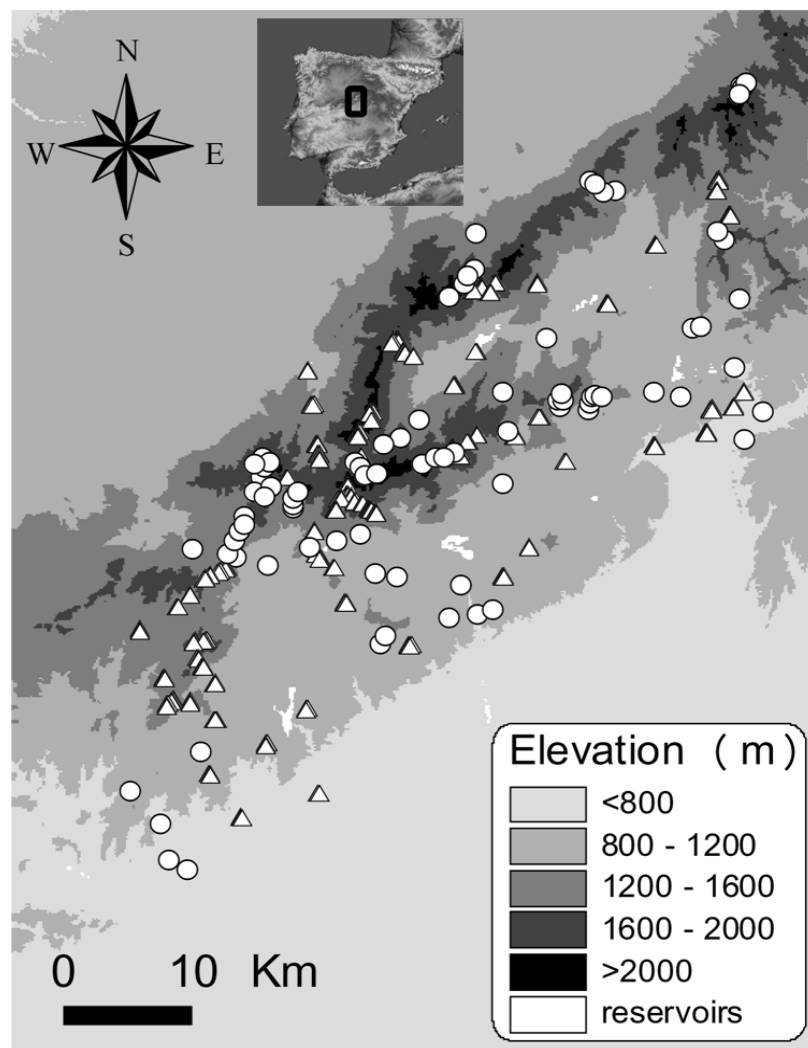 N
W E
S
Elevation ( m )
<800
800 - 1200
1200 - 1600
1600 - 2000
>2000
reservoirs
0 10 Km